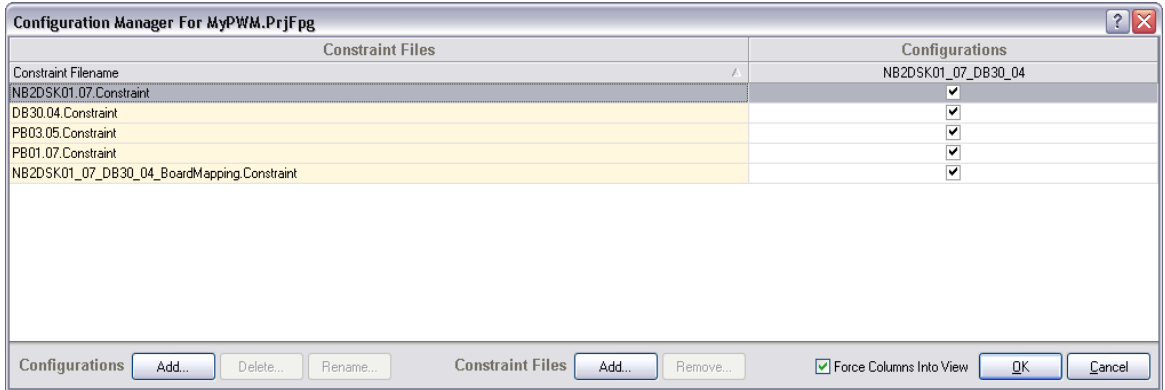 Configuration Manager For MyPWM.PrjFpg
Constraint Files Configurations
Constraint Filename NB2DSK01_07_DB30_04
NB2DSK01.07.Constraint
DB30.04.Constraint
PB03.05.Constraint
PB01.07.Constraint
NB2DSK01_07_DB30_04_BoardMapping.Constraint
Configurations Add... Delete... Rename... Constraint Files Add... Remove... Force Columns Into View OK Cancel